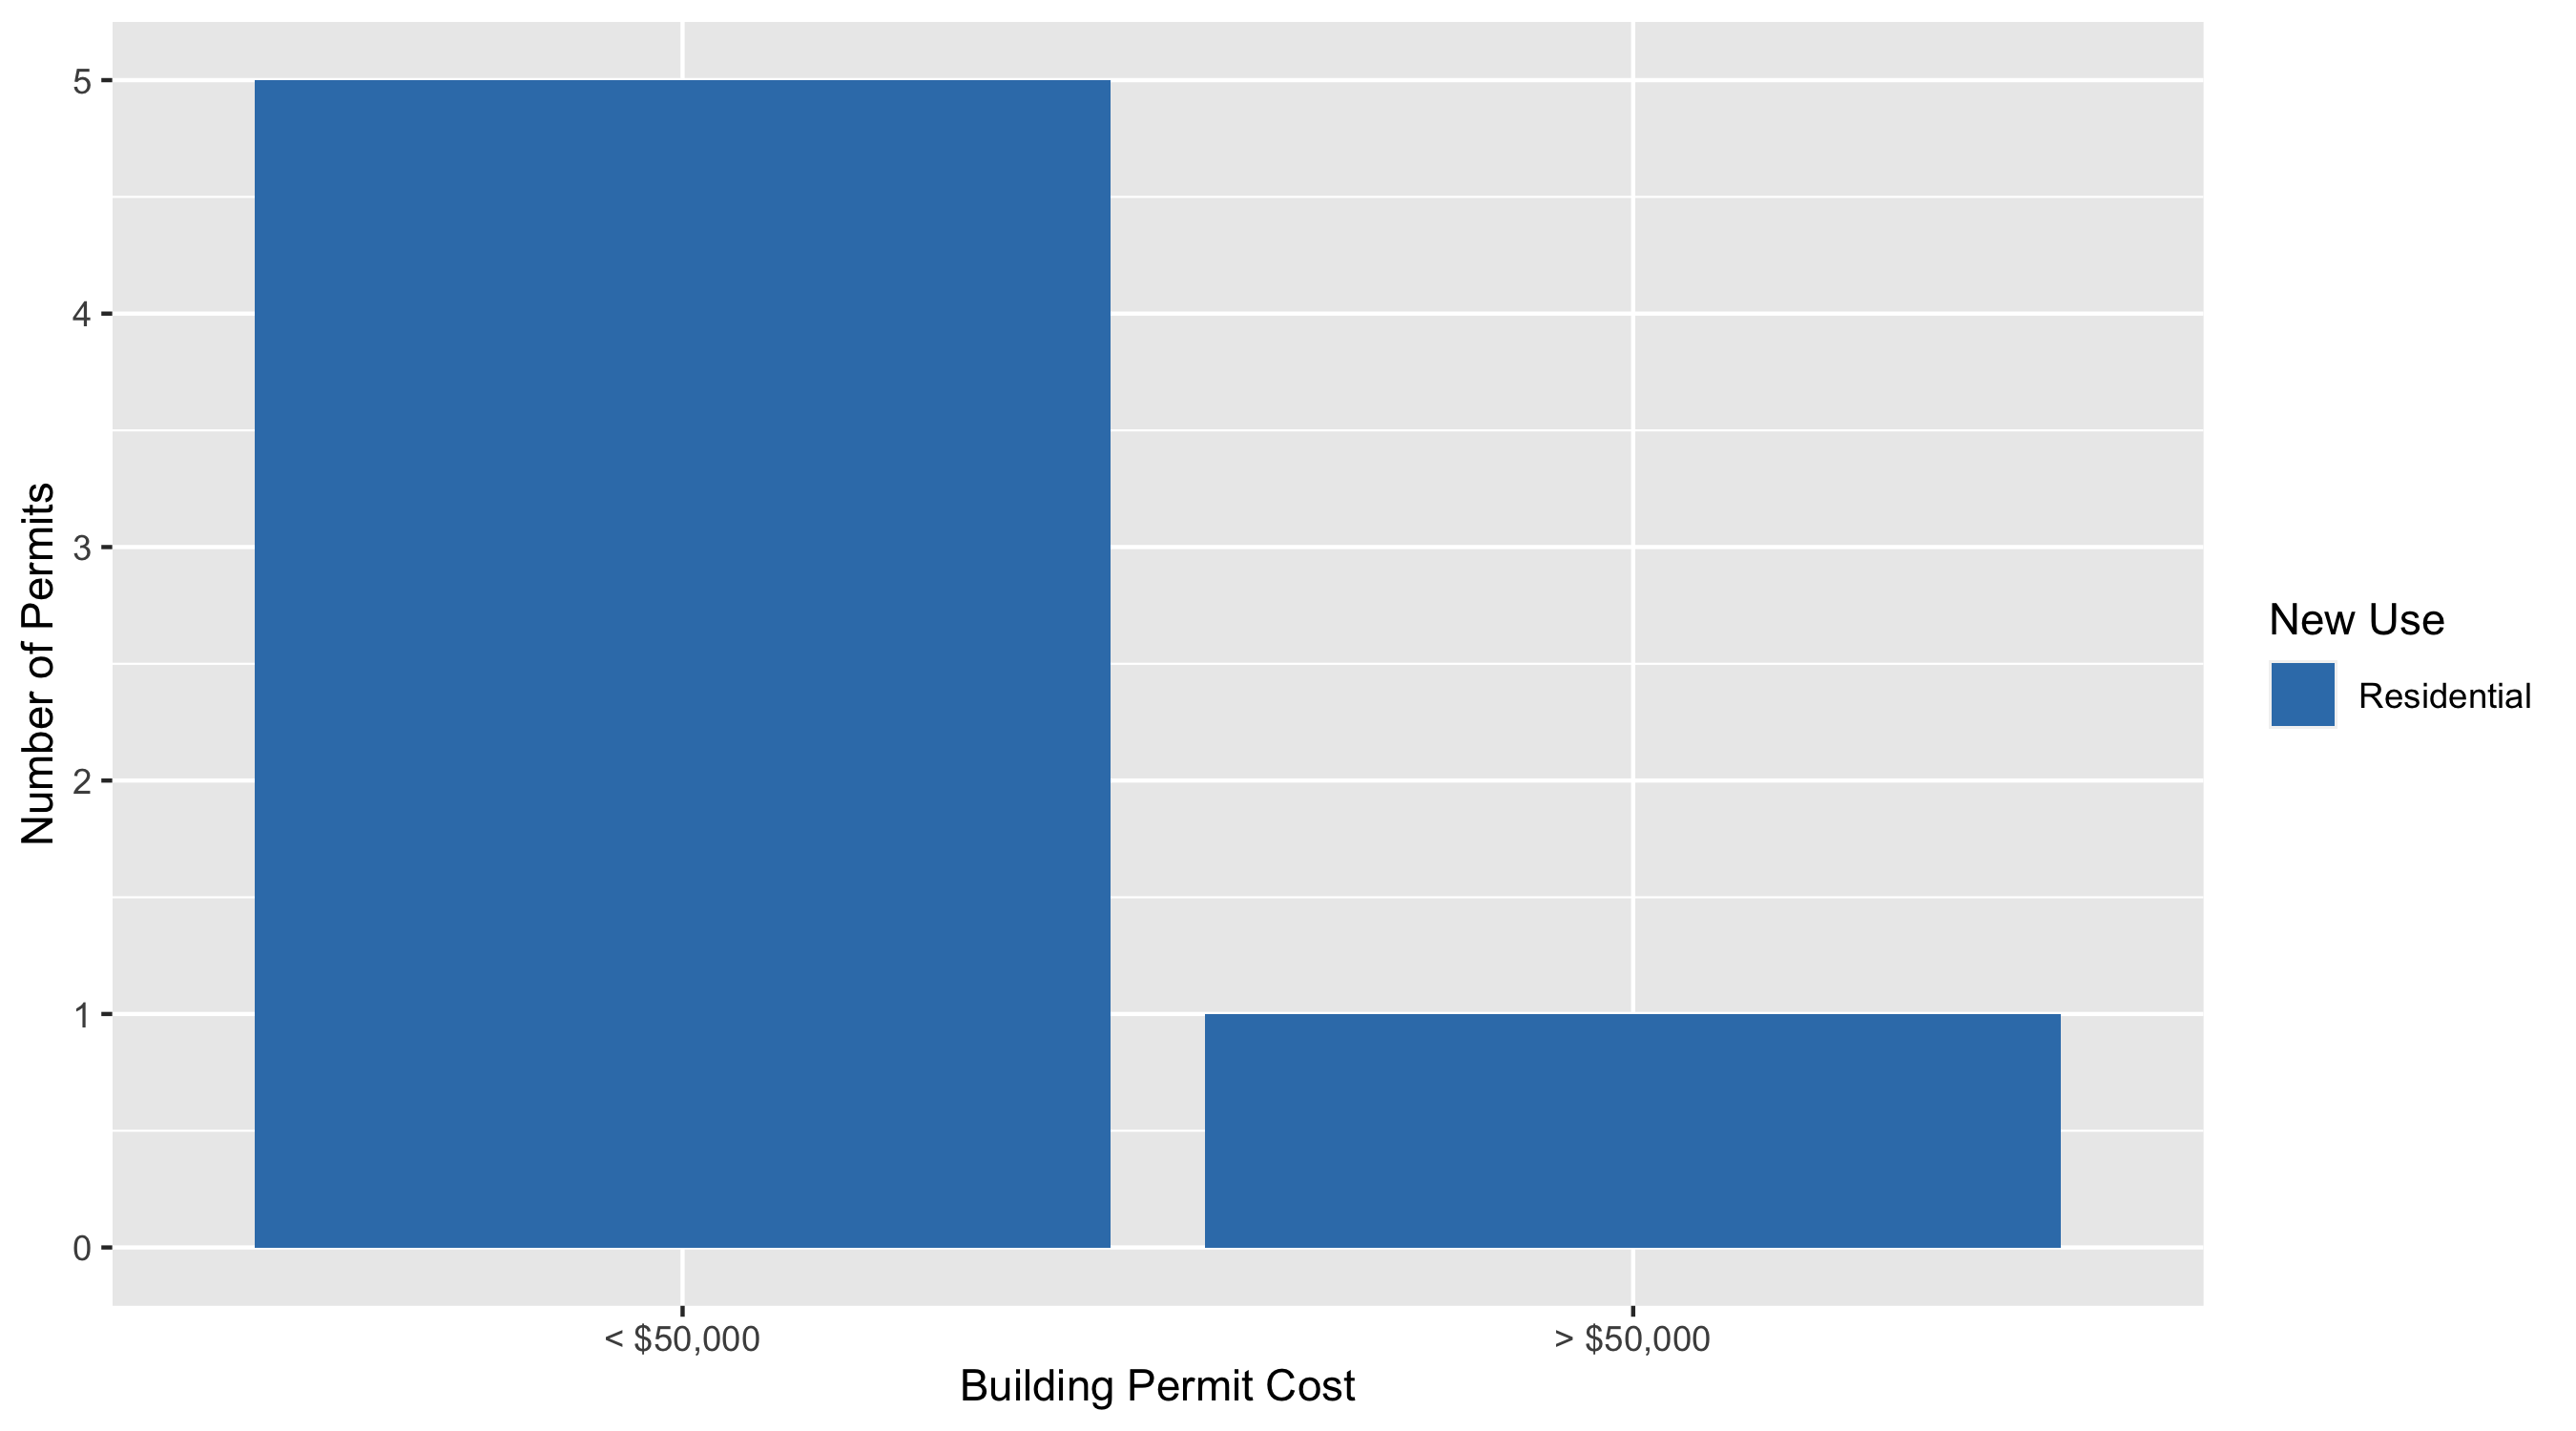 5
4
3
2
1
0
Number of Permits
< $50,000
> $50,000
Building Permit Cost
New Use
Residential